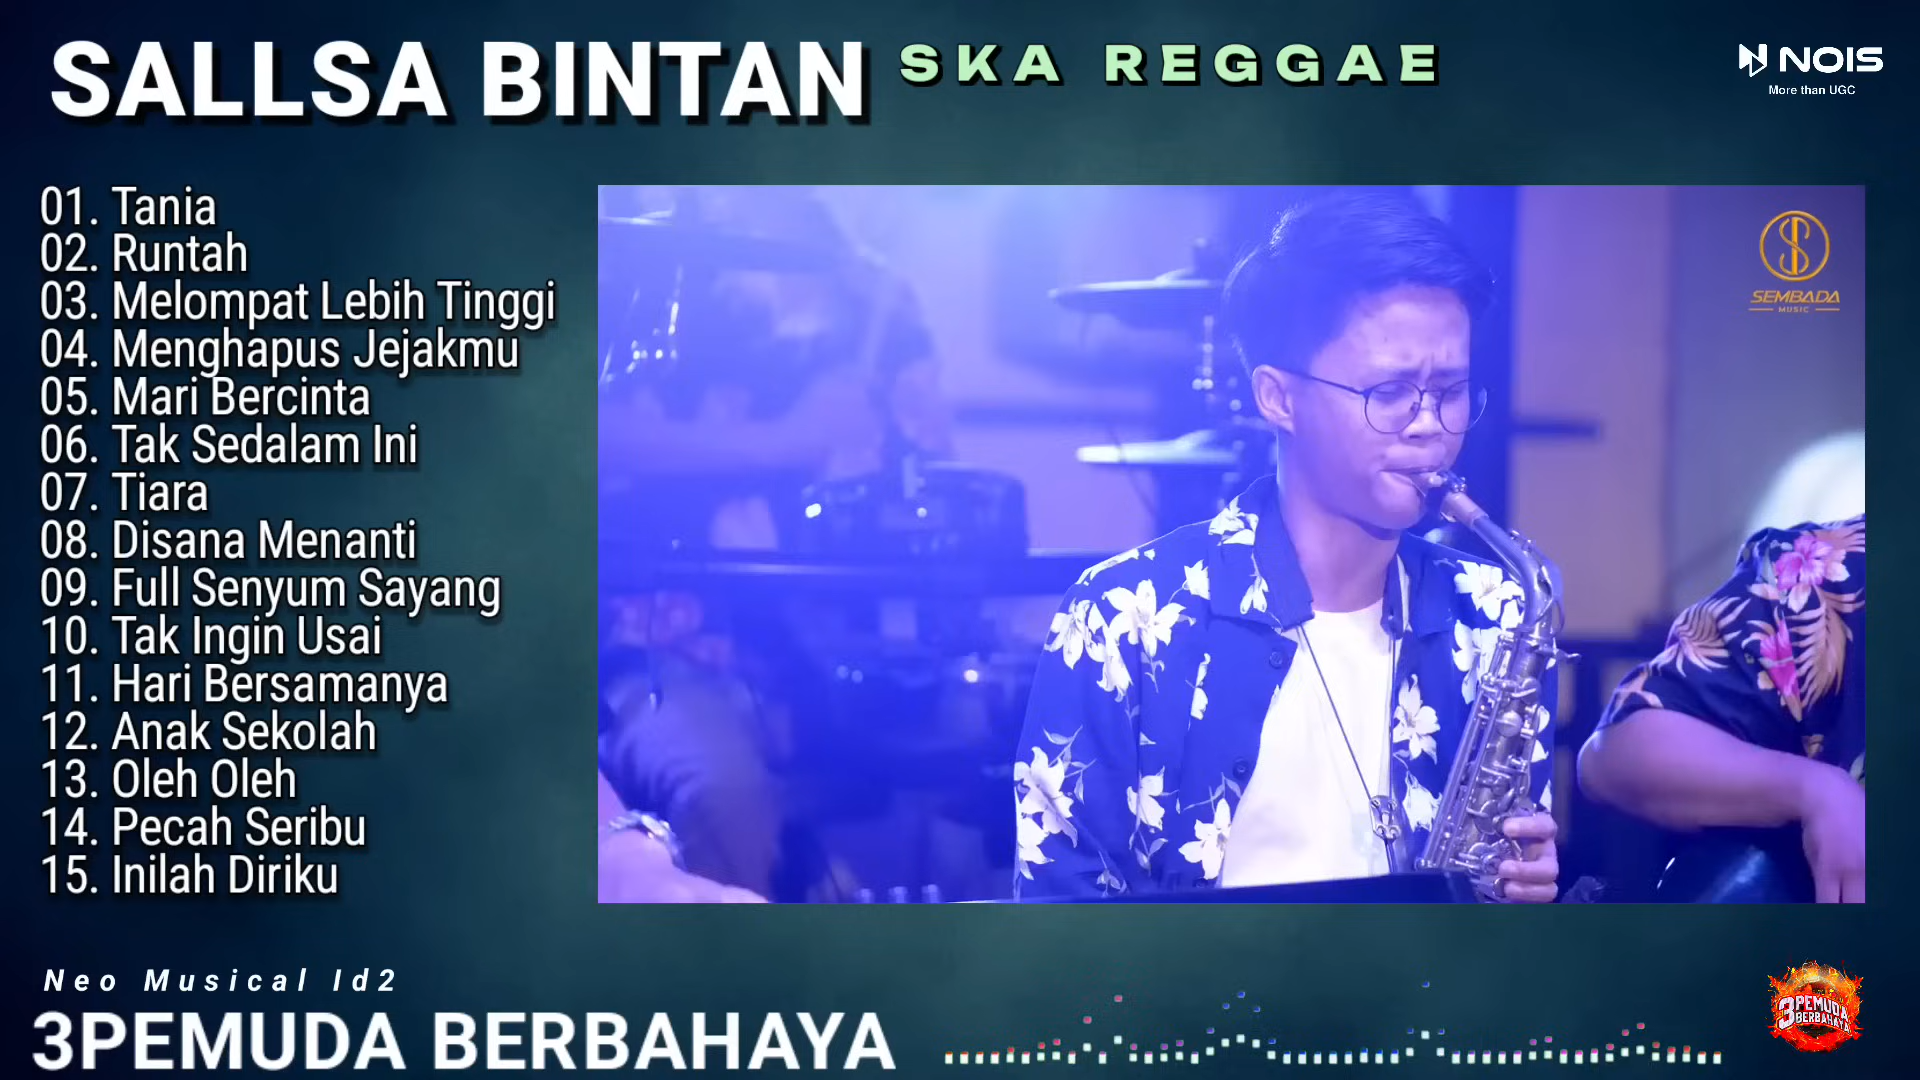 SALLSA BINTAN
SKA REGGAE
NOIS
More than UGC
01. Tania
02. Runtah
03. Melompat Lebih Tinggi
04. Menghapus Jejakmu
05. Mari Bercinta
06. Tak Sedalam Ini
07. Tiara
08. Disana Menanti
09. Full Senyum Sayang
10. Tak Ingin Usai
11. Hari Bersamanya
12. Anak Sekolah
13. Oleh Oleh
14. Pecah Seribu
15. Inilah Diriku
SEMBADA
MUSIC
Neo Musical Id2
3PEMUDA BERBAHAYA
3PEMUDA
BERBAHAYA